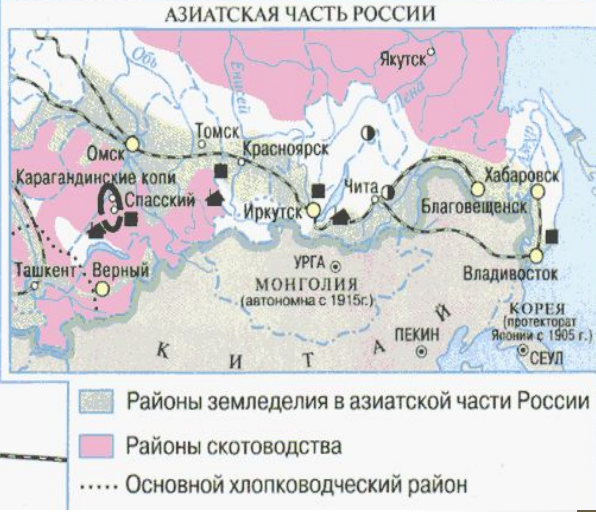 АЗИАТСКАЯ ЧАСТЬ РОССИИ
Обь
Енисей
Якутск
Лена
Амур
Омск
Томск
Красноярск
Карагандинские копи
Спасский
Иркутск
Чита
Хабаровск
Благовещенск
Ташкент
Верный
Владивосток
УРГА
МОНГОЛИЯ
(автономна с 1915г.)
КОРЕЯ
(протекторат
Японии с 1905 г.)
ПЕКИН
СЕУЛ
КИТАЙ
Районы земледелия в азиатской части России
Районы скотоводства
Основной хлопководческий район